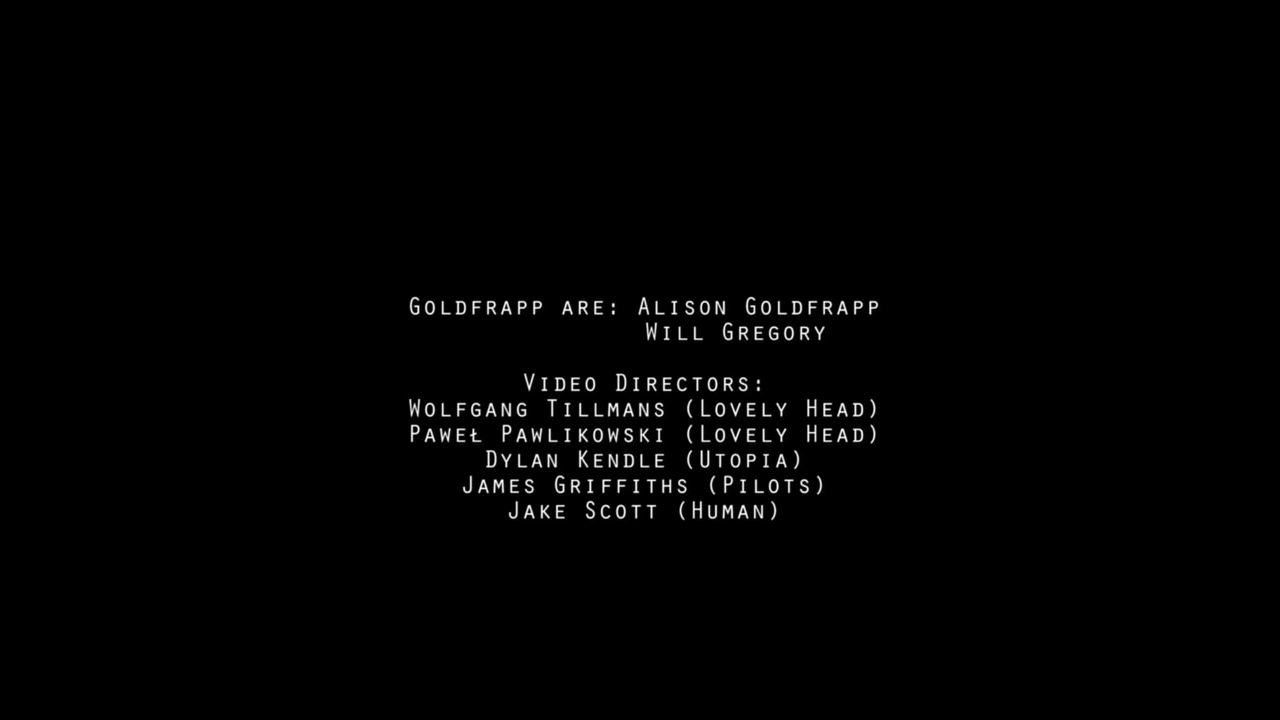 Goldfrapp are: Alison Goldfrapp
Will Gregory
Video Directors:
Wolfgang Tillmans (Lovely Head)
Paweł Pawlikowski (Lovely Head)
Dylan Kendle (Utopia)
James Griffiths (Pilots)
Jake Scott (Human)